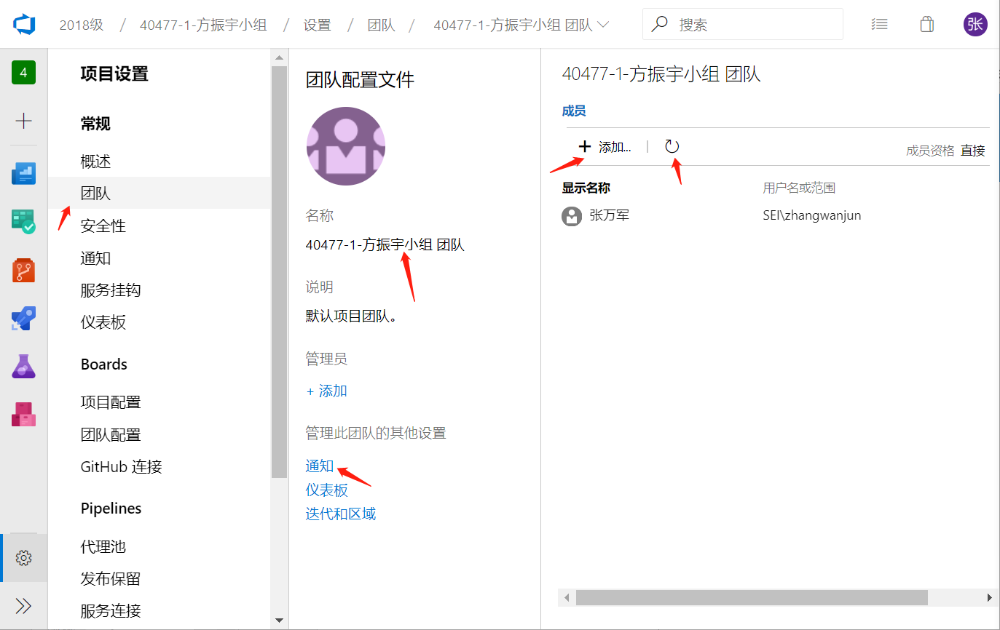 2018级 / 40477-1-方振宇小组 / 设置 / 团队 / 40477-1-方振宇小组 团队
搜索
张
4
项目设置
常规
概述
团队
安全性
通知
服务挂钩
仪表板
Boards
项目配置
团队配置
GitHub 连接
Pipelines
代理池
发布保留
服务连接
团队配置文件
名称
40477-1-方振宇小组 团队
说明
默认项目团队。
管理员
+ 添加
管理此团队的其他设置
通知
仪表板
迭代和区域
40477-1-方振宇小组 团队
成员
添加...
成员资格 直接
显示名称 用户名或范围
张万军 SEI\zhangwanjun